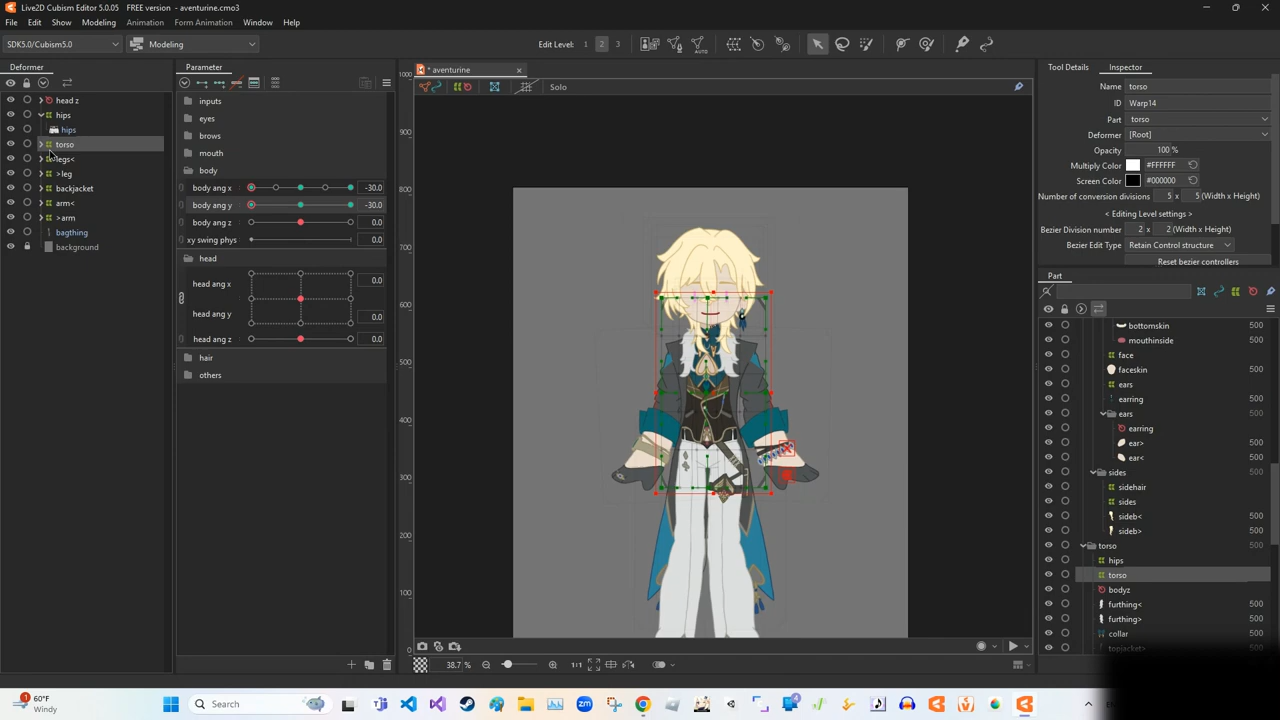 Live2D Cubism Editor 5.0.05    FREE version - aventurine.cmo3
File Edit Show Modeling Animation Form Animation Window Help
SDK5.0/Cubism5.0 Modeling Edit Level: 1 2 3
Deformer
head z
hips
hips
torso
legs<
>leg
backjacket
arm<
>arm
bagthing
background
Parameter
inputs
eyes
brows
mouth
body
body ang x -30.0
body ang y -30.0
body ang z 0.0
xy swing phys 0.0
head
head ang x 0.0
head ang y 0.0
head ang z 0.0
hair
others
* aventurine
Solo
1000
900
800
700
600
500
400
300
200
100
0
38.7 % 1:1
Tool Details Inspector
Name torso
ID Warp14
Part torso
Deformer [Root]
Opacity 100 %
Multiply Color #FFFFFF
Screen Color #000000
Number of conversion divisions 5 x 5 (Width x Height)
< Editing Level settings >
Bezier Division number 2 x 2 (Width x Height)
Bezier Edit Type Retain Control structure
Reset bezier controllers
Part
bottomskin 500
mouthinside 500
face
faceskin 500
ears
earring 500
ears 500
earring
ear> 500
ear< 500
sides 500
sidehair
sides
sideb< 500
sideb> 500
torso 500
hips
torso
bodyz
furthing< 500
furthing> 500
collar 500
topjacket>
1
60°F
Windy
Search
4